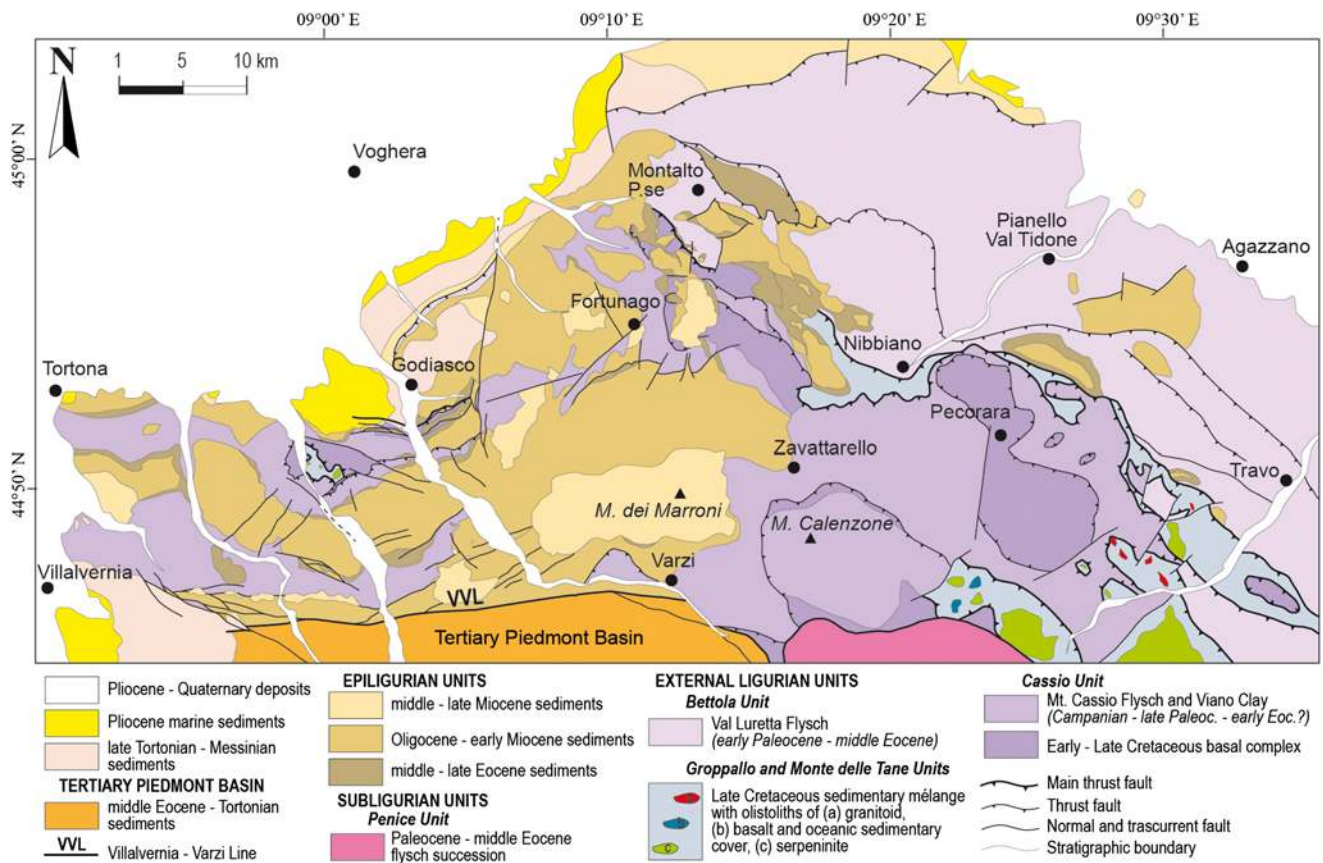 09°00' E
09°10' E
09°20' E
09°30' E
N
1 5 10 km
45°00' N
44°50' N
Voghera
Montalto
P.se
Pianello
Val Tidone
Agazzano
Fortunago
Nibbiano
Tortona
Godiasco
Pecorara
Zavattarello
Travo
M. dei Marroni
M. Calenzone
Varzi
Villalvernia
VVL
Tertiary Piedmont Basin
Pliocene - Quaternary deposits
Pliocene marine sediments
late Tortonian - Messinian
sediments
TERTIARY PIEDMONT BASIN
middle Eocene - Tortonian
sediments
VVL
Villalvernia - Varzi Line
EPILIGURIAN UNITS
middle - late Miocene sediments
Oligocene - early Miocene sediments
middle - late Eocene sediments
SUBLIGURIAN UNITS
Penice Unit
Paleocene - middle Eocene
flysch succession
EXTERNAL LIGURIAN UNITS
Bettola Unit
Val Luretta Flysch
(early Paleocene - middle Eocene)
Groppallo and Monte delle Tane Units
Late Cretaceous sedimentary mélange
with olistoliths of (a) granitoid,
(b) basalt and oceanic sedimentary
cover, (c) serpeninite
Cassio Unit
Mt. Cassio Flysch and Viano Clay
(Campanian - late Paleoc. - early Eoc.?)
Early - Late Cretaceous basal complex
Main thrust fault
Thrust fault
Normal and trascurrent fault
Stratigraphic boundary